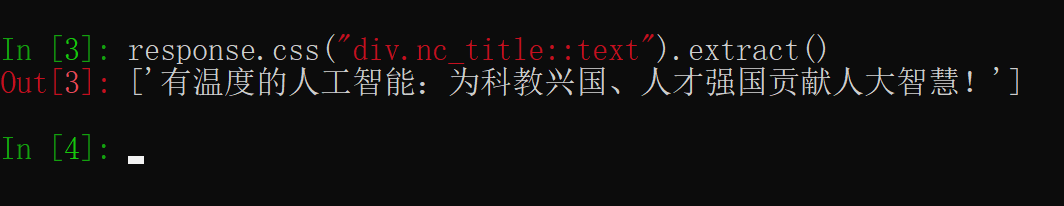 In [3]: response.css("div.nc_title::text").extract()
Out[3]: ['有温度的人工智能：为科教兴国、人才强国贡献人大智慧！']
In [4]: